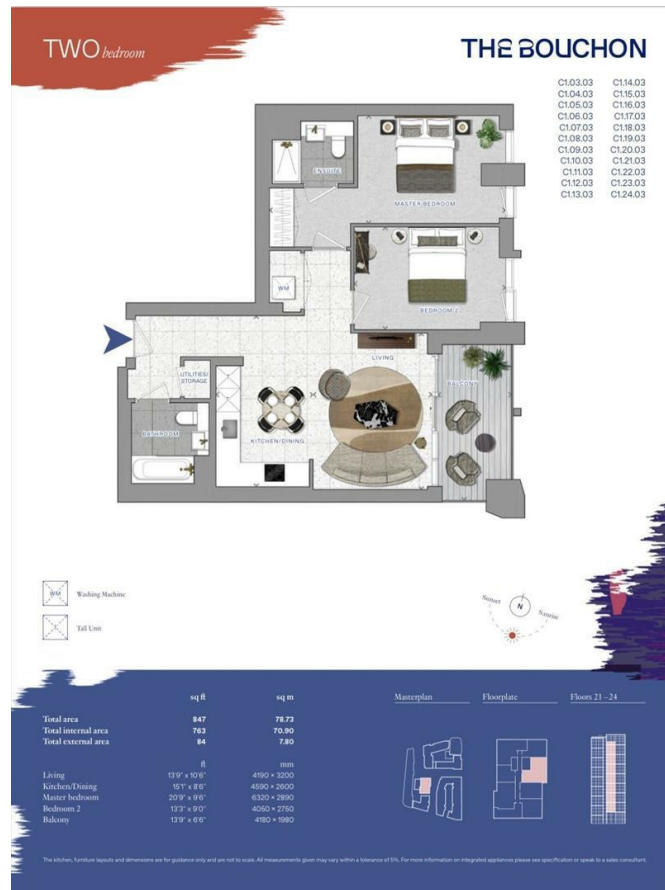 TWO bedroom
THE BOUCHON
C1.03.03 C1.14.03
C1.04.03 C1.15.03
C1.05.03 C1.16.03
C1.06.03 C1.17.03
C1.07.03 C1.18.03
C1.08.03 C1.19.03
C1.09.03 C1.20.03
C1.10.03 C1.21.03
C1.11.03 C1.22.03
C1.12.03 C1.23.03
C1.13.03 C1.24.03
ENSUITE
MASTER BEDROOM
WM
BEDROOM 2
LIVING
UTILITIES/
STORAGE
BALCONY
BATHROOM
KITCHEN/DINING
WM Washing Machine
Tall Unit
Sunset N Sunrise
sq ft sq m
Total area 847 78.73
Total internal area 763 70.90
Total external area 84 7.80
ft mm
Living 13'9" x 10'6" 4190 × 3200
Kitchen/Dining 15'1" x 8'6" 4590 × 2600
Master bedroom 20'9" x 9'6" 6320 × 2890
Bedroom 2 13'3" x 9'0" 4050 × 2750
Balcony 13'9" x 6'6" 4180 × 1980
Masterplan Floorplate Floors 21 –24
The kitchen, furniture layouts and dimensions are for guidance only and are not to scale. All measurements given may vary within a tolerance of 5%. For more information on integrated appliances please see specification or speak to a sales consultant.